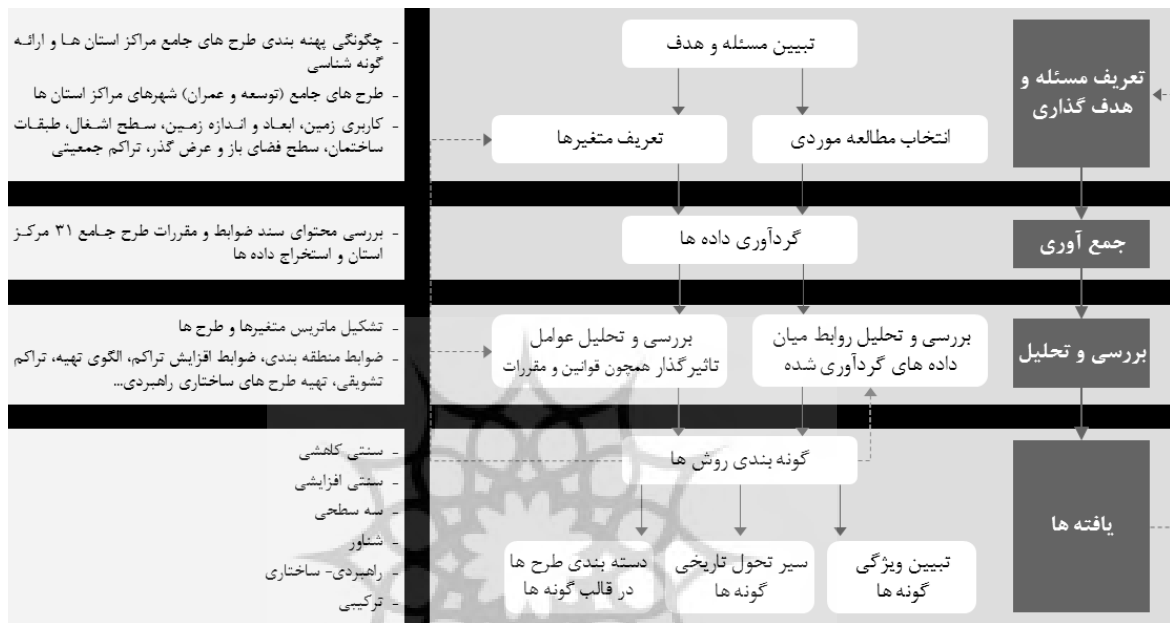 تعریف مسئله و
هدف گذاری
تبیین مسئله و هدف
انتخاب مطالعه موردی
تعریف متغیرها
- چگونگی پهنه بندی طرح های جامع مراکز استان ها و ارائه
گونه شناسی
- طرح های جامع (توسعه و عمران) شهرهای مراکز استان ها
- کاربری زمین، ابعاد و اندازه زمین، سطح اشغال، طبقات
ساختمان، سطح فضای باز و عرض گذر، تراکم جمعیتی
جمع آوری
گردآوری داده ها
- بررسی محتوای سند ضوابط و مقررات طرح جامع ۳۱ مرکز
استان و استخراج داده ها
بررسی و تحلیل
بررسی و تحلیل روابط میان
داده های گردآوری شده
بررسی و تحلیل عوامل
تاثیرگذار همچون قوانین و مقررات
- تشکیل ماتریس متغیرها و طرح ها
- ضوابط منطقه بندی، ضوابط افزایش تراکم، الگوی تهیه، تراکم
تشویقی، تهیه طرح های ساختاری راهبردی...
یافته ها
گونه بندی روش ها
تبیین ویژگی
گونه ها
سیر تحول تاریخی
گونه ها
دسته بندی طرح ها
در قالب گونه ها
- سنتی کاهشی
- سنتی افزایشی
- سه سطحی
- شناور
- راهبردی- ساختاری
- ترکیبی